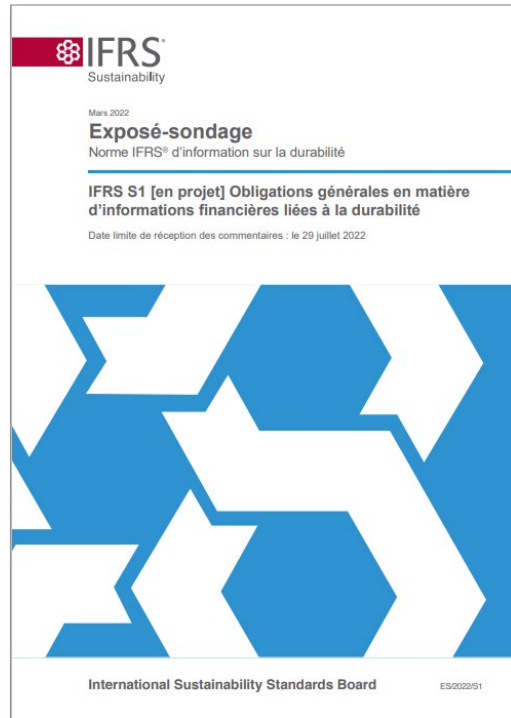 IFRS®
Sustainability
Mars 2022
Exposé-sondage
Norme IFRS® d'information sur la durabilité
IFRS S1 [en projet] Obligations générales en matière
d'informations financières liées à la durabilité
Date limite de réception des commentaires : le 29 juillet 2022
International Sustainability Standards Board
ES/2022/S1